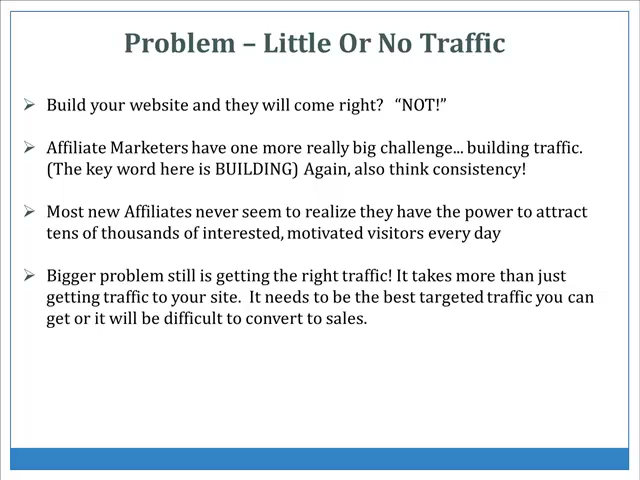 Problem – Little Or No Traffic
➢ Build your website and they will come right? “NOT!”
➢ Affiliate Marketers have one more really big challenge... building traffic.
(The key word here is BUILDING) Again, also think consistency!
➢ Most new Affiliates never seem to realize they have the power to attract
tens of thousands of interested, motivated visitors every day
➢ Bigger problem still is getting the right traffic! It takes more than just
getting traffic to your site. It needs to be the best targeted traffic you can
get or it will be difficult to convert to sales.